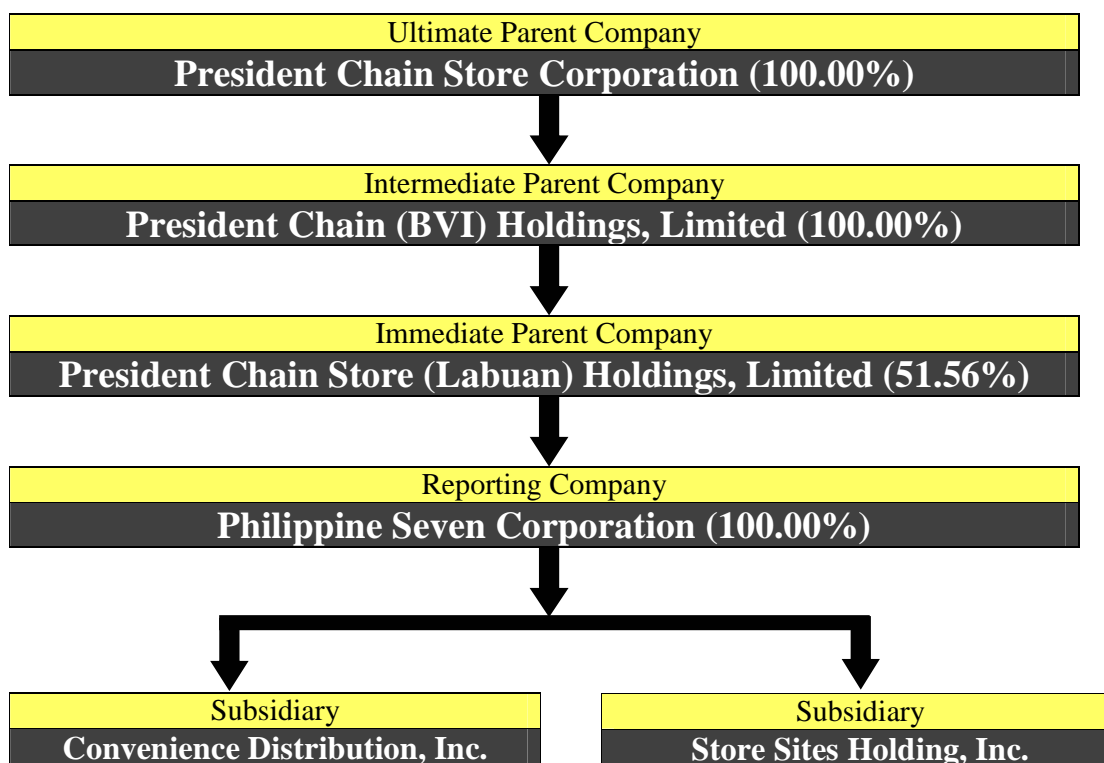 Ultimate Parent Company
President Chain Store Corporation (100.00%)
Intermediate Parent Company
President Chain (BVI) Holdings, Limited (100.00%)
Immediate Parent Company
President Chain Store (Labuan) Holdings, Limited (51.56%)
Reporting Company
Philippine Seven Corporation (100.00%)
Subsidiary
Convenience Distribution, Inc.
Subsidiary
Store Sites Holding, Inc.